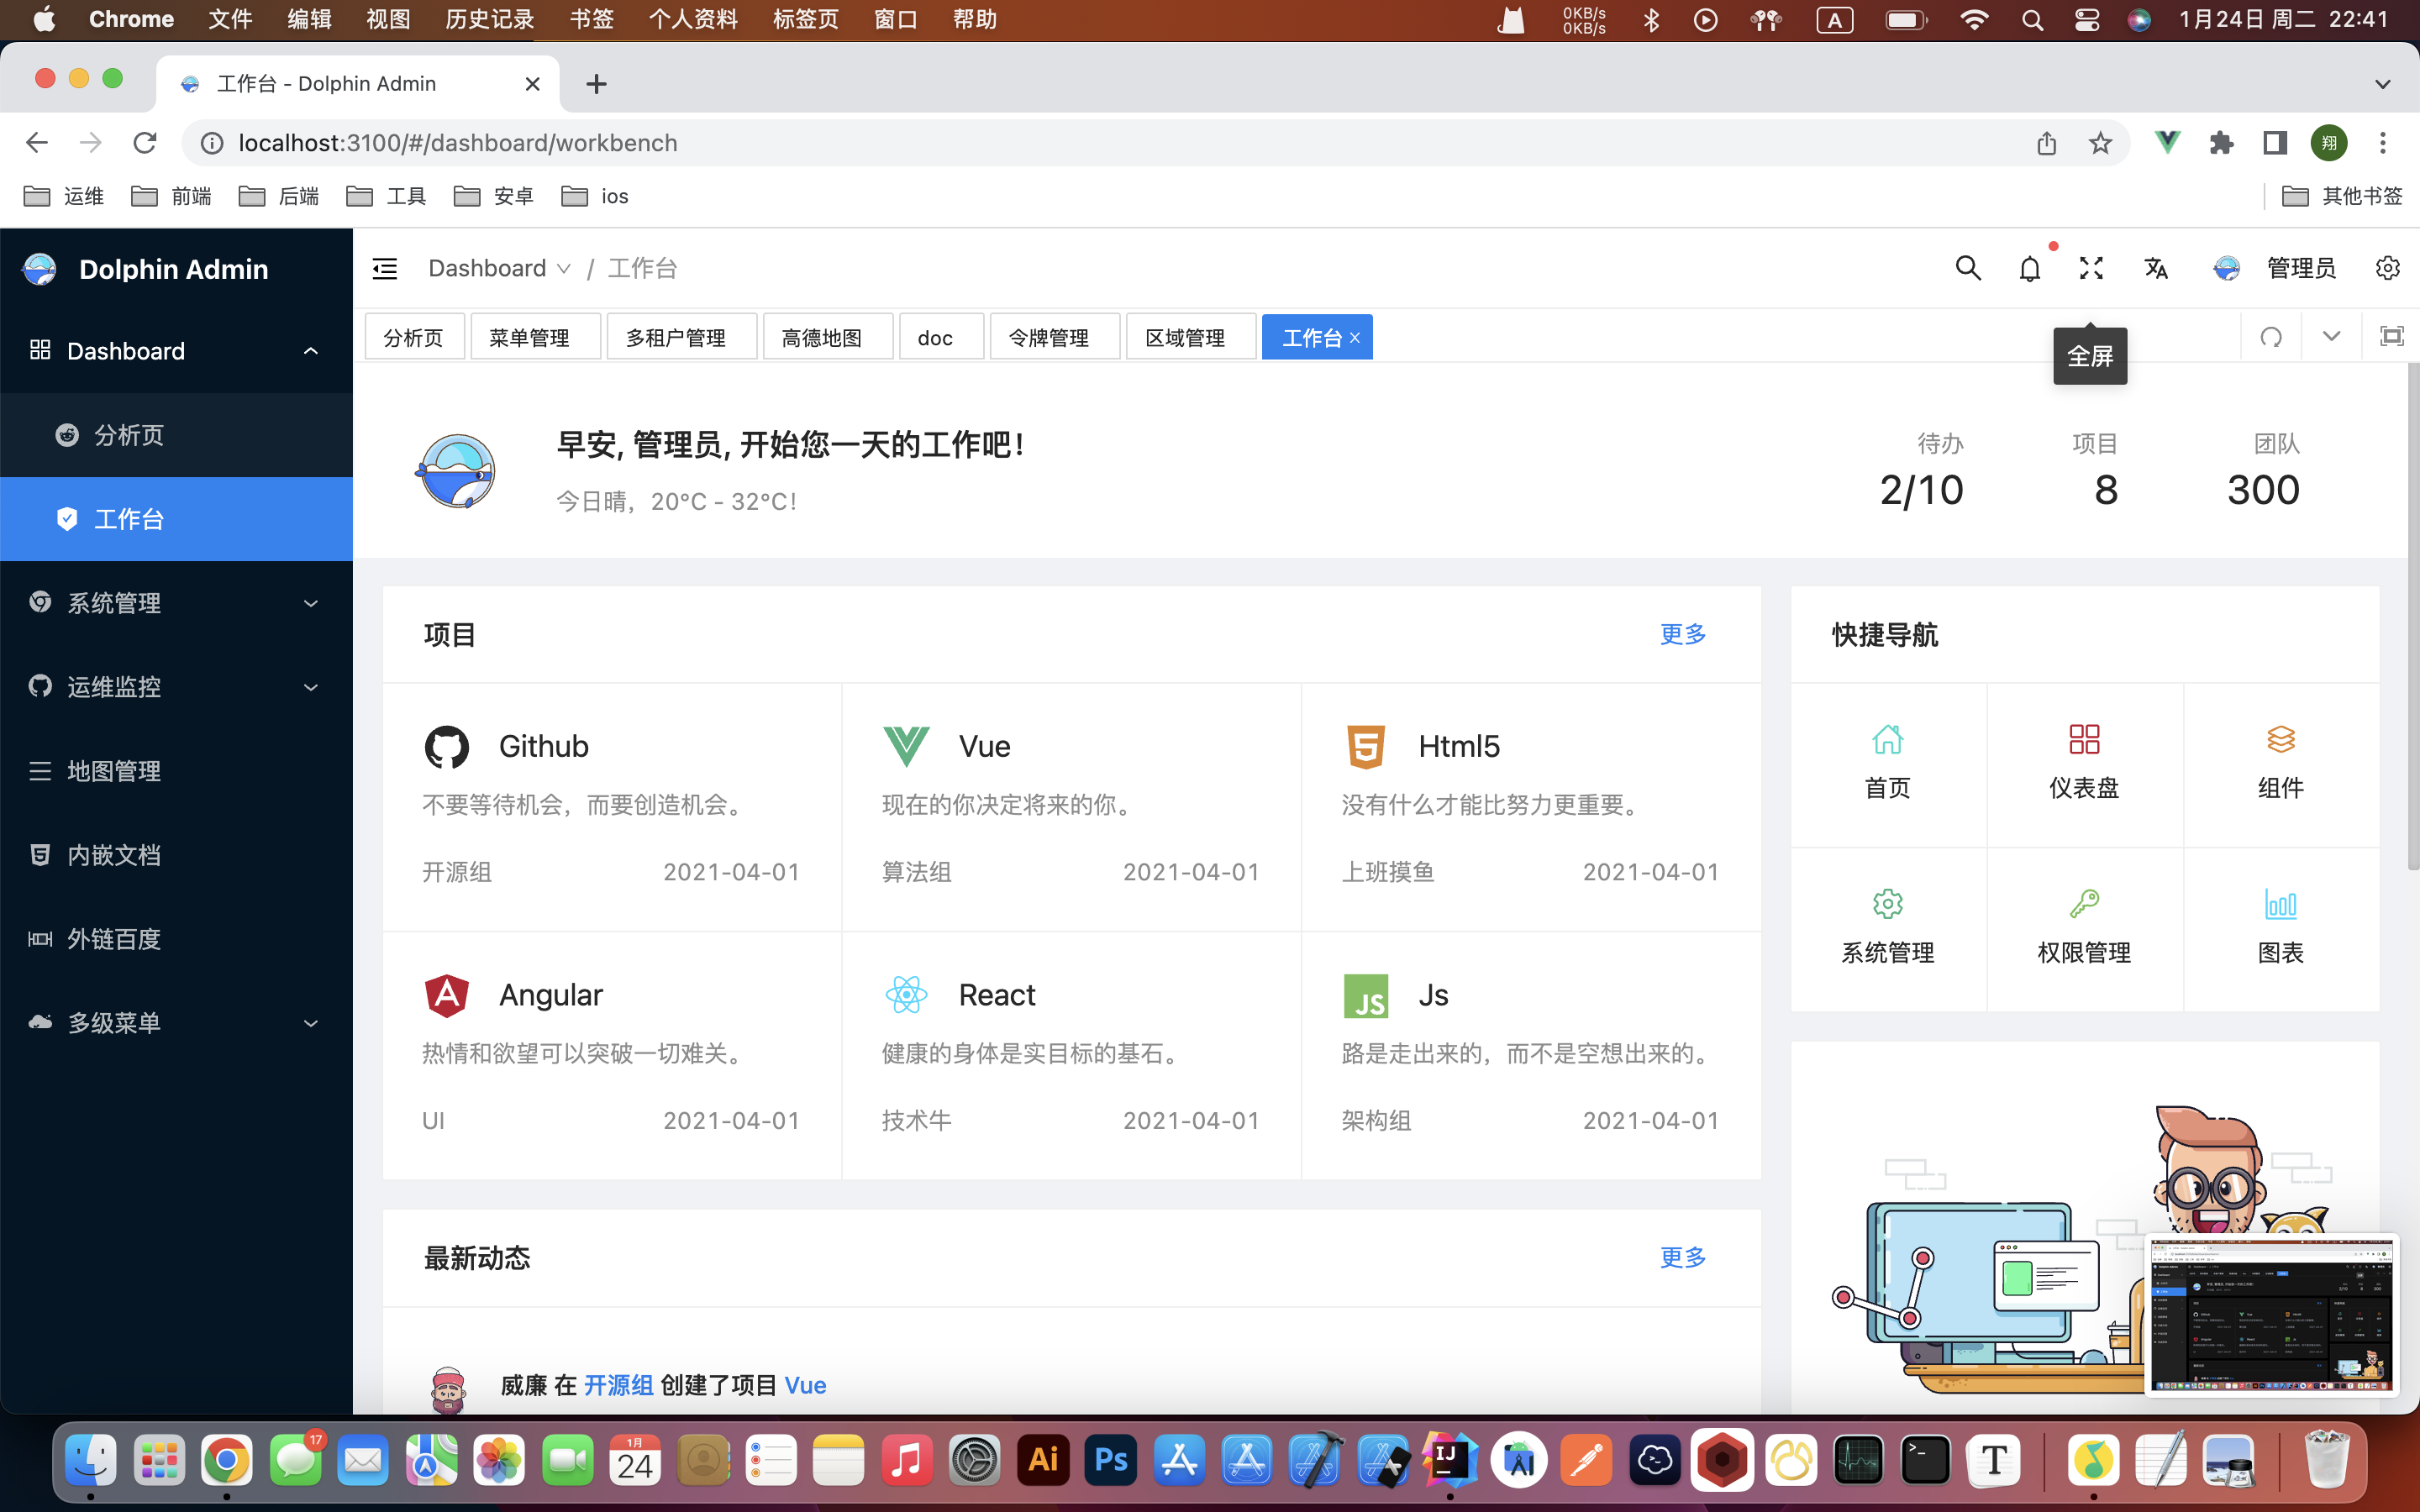 Chrome 文件 编辑 视图 历史记录 书签 个人资料 标签页 窗口 帮助
0KB/s
0KB/s
A
1月24日 周二 22:41
工作台 - Dolphin Admin
localhost:3100/#/dashboard/workbench
翔
运维 前端 后端 工具 安卓 ios 其他书签
Dolphin Admin
Dashboard
分析页
工作台
系统管理
运维监控
地图管理
内嵌文档
外链百度
多级菜单
Dashboard / 工作台
管理员
分析页 菜单管理 多租户管理 高德地图 doc 令牌管理 区域管理 工作台
全屏
早安, 管理员, 开始您一天的工作吧!
今日晴，20℃ - 32℃!
待办 项目 团队
2/10 8 300
项目 更多
Github
不要等待机会，而要创造机会。
开源组 2021-04-01
Vue
现在的你决定将来的你。
算法组 2021-04-01
Html5
没有什么才能比努力更重要。
上班摸鱼 2021-04-01
Angular
热情和欲望可以突破一切难关。
UI 2021-04-01
React
健康的身体是实目标的基石。
技术牛 2021-04-01
JS
Js
路是走出来的，而不是空想出来的。
架构组 2021-04-01
快捷导航
首页 仪表盘 组件
系统管理 权限管理 图表
最新动态 更多
威廉 在 开源组 创建了项目 Vue
17
1月
24
Ai
Ps
IJ
T